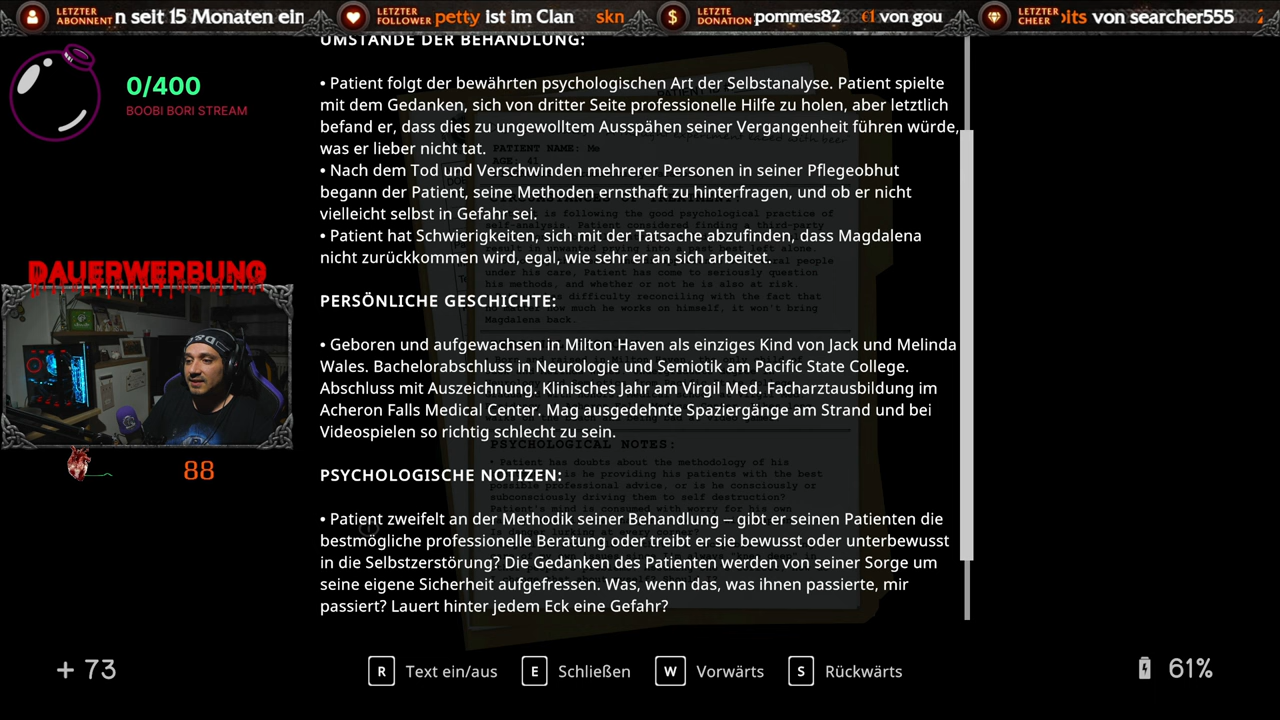 LETZTER ABONNENT
n seit 15 Monaten ein
LETZTER FOLLOWER
petty ist im Clan skn
LETZTE DONATION
pommes82 €1 von gou
LETZTER CHEER
bits von searcher555
0/400
BOOBI BORI STREAM
UMSTÄNDE DER BEHANDLUNG:
• Patient folgt der bewährten psychologischen Art der Selbstanalyse. Patient spielte
mit dem Gedanken, sich von dritter Seite professionelle Hilfe zu holen, aber letztlich
befand er, dass dies zu ungewolltem Ausspähen seiner Vergangenheit führen würde,
was er lieber nicht tat.
• Nach dem Tod und Verschwinden mehrerer Personen in seiner Pflegeobhut
begann der Patient, seine Methoden ernsthaft zu hinterfragen, und ob er nicht
vielleicht selbst in Gefahr sei.
• Patient hat Schwierigkeiten, sich mit der Tatsache abzufinden, dass Magdalena
nicht zurückkommen wird, egal, wie sehr er an sich arbeitet.
PERSÖNLICHE GESCHICHTE:
• Geboren und aufgewachsen in Milton Haven als einziges Kind von Jack und Melinda
Wales. Bachelorabschluss in Neurologie und Semiotik am Pacific State College.
Abschluss mit Auszeichnung. Klinisches Jahr am Virgil Med. Facharztausbildung im
Acheron Falls Medical Center. Mag ausgedehnte Spaziergänge am Strand und bei
Videospielen so richtig schlecht zu sein.
PSYCHOLOGISCHE NOTIZEN:
• Patient zweifelt an der Methodik seiner Behandlung – gibt er seinen Patienten die
bestmögliche professionelle Beratung oder treibt er sie bewusst oder unterbewusst
in die Selbstzerstörung? Die Gedanken des Patienten werden von seiner Sorge um
seine eigene Sicherheit aufgefressen. Was, wenn das, was ihnen passierte, mir
passiert? Lauert hinter jedem Eck eine Gefahr?
DAUERWERBUNG
88
+ 73
R Text ein/aus
E Schließen
W Vorwärts
S Rückwärts
61%